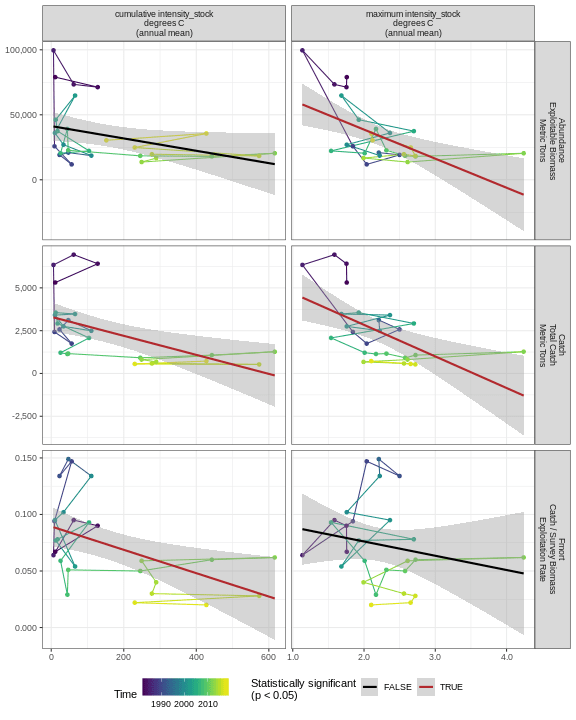 cumulative intensity_stock
degrees C
(annual mean)
maximum intensity_stock
degrees C
(annual mean)
100,000
50,000
0
Abundance
Exploitable Biomass
Metric Tons
5,000
2,500
0
-2,500
Catch
Total Catch
Metric Tons
0.150
0.100
0.050
0.000
Fmort
Catch / Survey Biomass
Exploitation Rate
0 200 400 600 1.0 2.0 3.0 4.0
Time
1990 2000 2010
Statistically significant
(p < 0.05)
FALSE TRUE